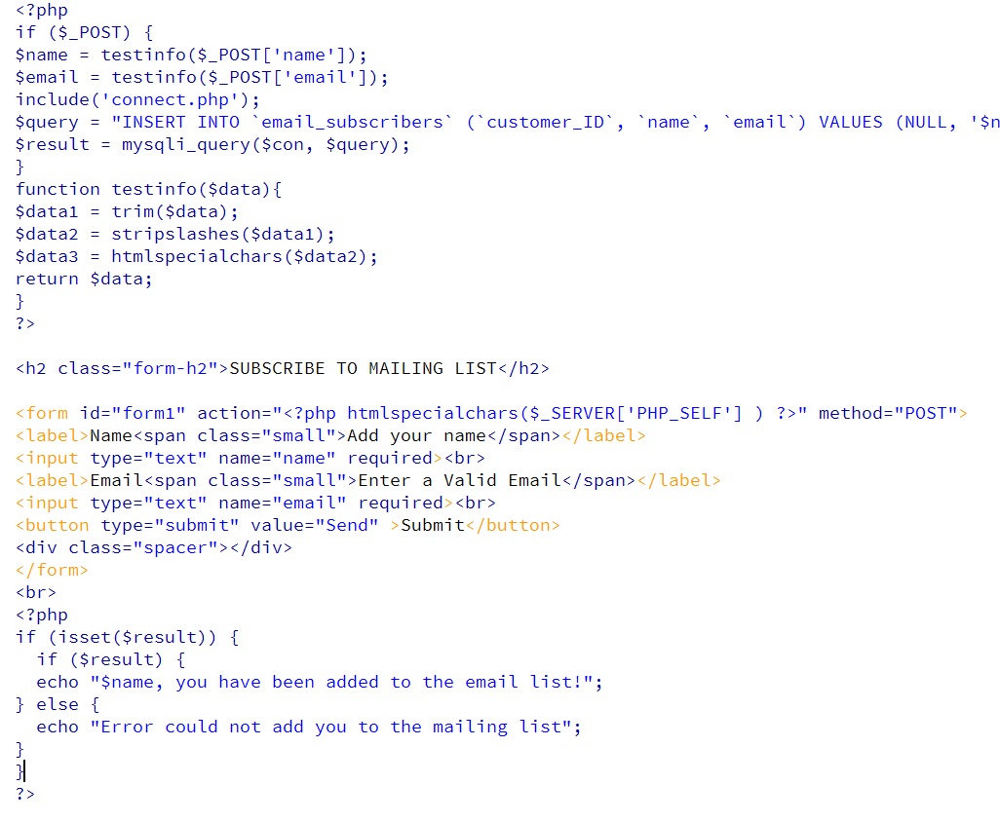 <?php
if ($_POST) {
$name = testinfo($_POST['name']);
$email = testinfo($_POST['email']);
include('connect.php');
$query = "INSERT INTO `email_subscribers` (`customer_ID`, `name`, `email`) VALUES (NULL, '$n
$result = mysqli_query($con, $query);
}
function testinfo($data){
$data1 = trim($data);
$data2 = stripslashes($data1);
$data3 = htmlspecialchars($data2);
return $data;
}
?>
<h2 class="form-h2">SUBSCRIBE TO MAILING LIST</h2>
<form id="form1" action="<?php htmlspecialchars($_SERVER['PHP_SELF'] ) ?>" method="POST">
<label>Name<span class="small">Add your name</span></label>
<input type="text" name="name" required><br>
<label>Email<span class="small">Enter a Valid Email</span></label>
<input type="text" name="email" required><br>
<button type="submit" value="Send" >Submit</button>
<div class="spacer"></div>
</form>
<br>
<?php
if (isset($result)) {
if ($result) {
echo "$name, you have been added to the email list!";
} else {
echo "Error could not add you to the mailing list";
}
}
?>